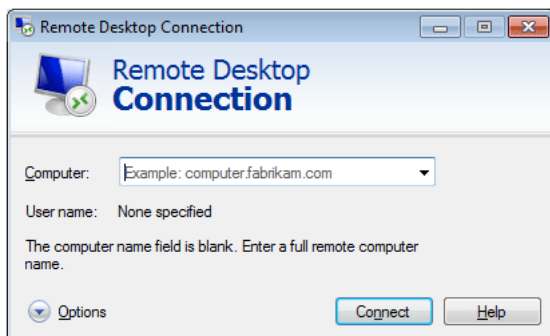 Remote Desktop Connection
Remote Desktop
Connection
Computer: Example: computer.fabrikam.com
User name: None specified
The computer name field is blank. Enter a full remote computer
name.
Options Connect Help